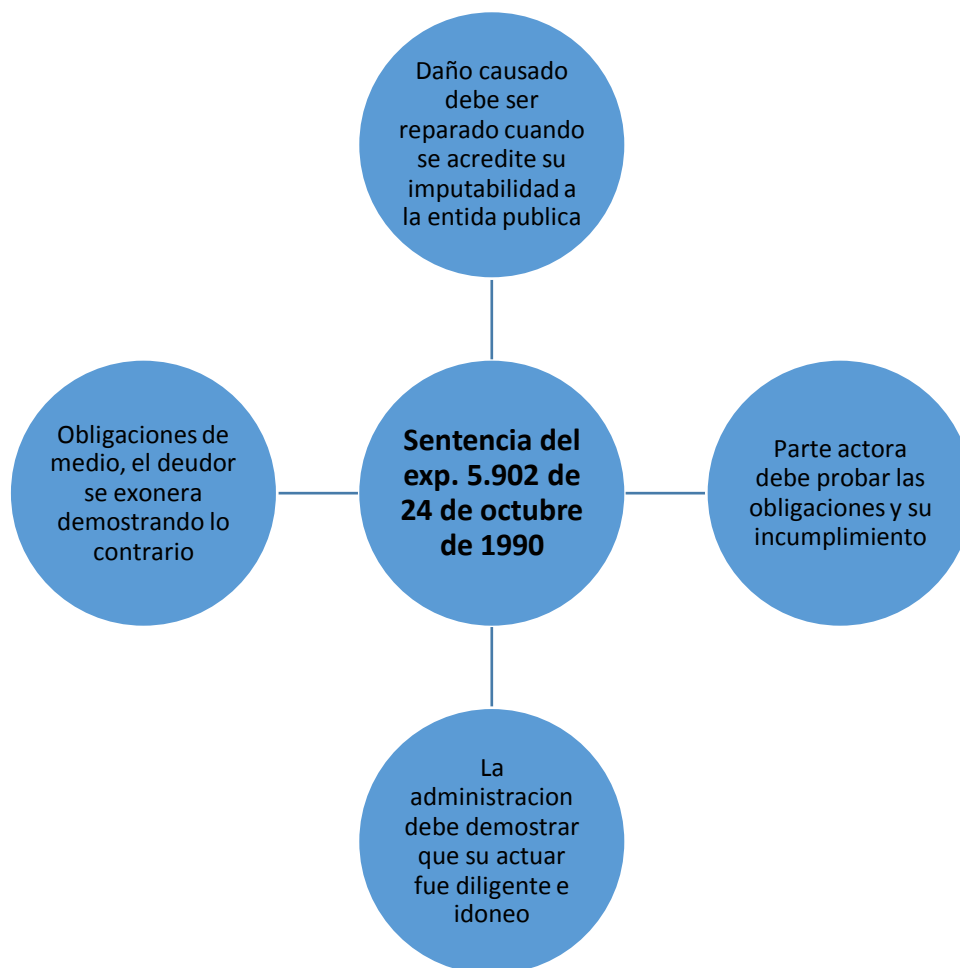 Daño causado
debe ser
reparado cuando
se acredite su
imputabilidad a
la entida publica
Obligaciones de
medio, el deudor
se exonera
demostrando lo
contrario
Sentencia del
exp. 5.902 de
24 de octubre
de 1990
Parte actora
debe probar las
obligaciones y su
incumplimiento
La
administracion
debe demostrar
que su actuar
fue diligente e
idoneo